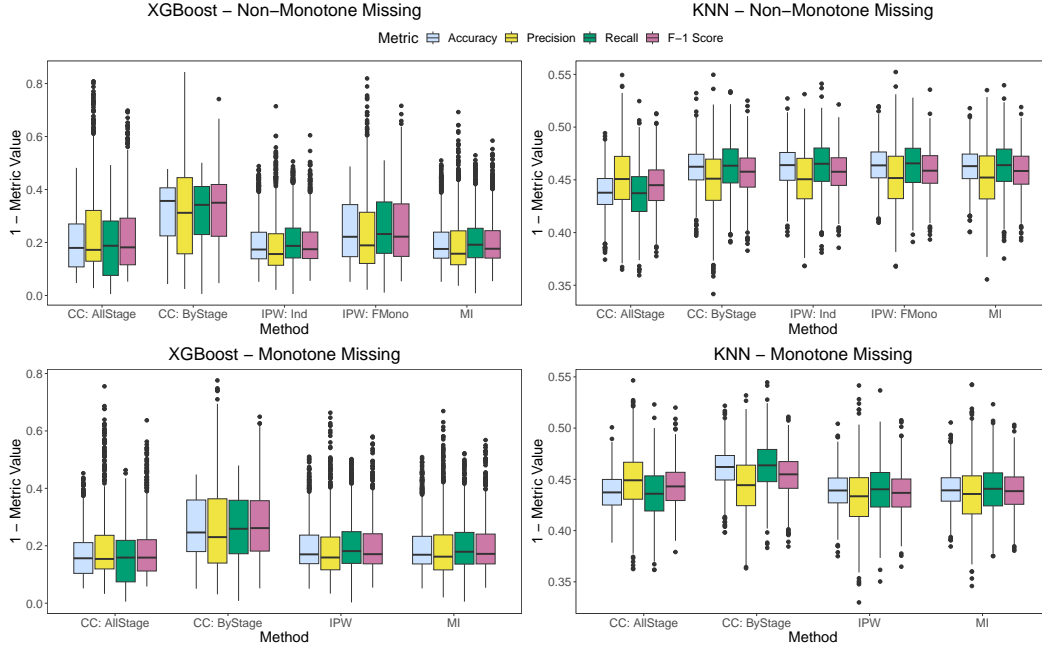 XGBoost − Non−Monotone Missing
KNN − Non−Monotone Missing
Metric Accuracy Precision Recall F−1 Score
1 − Metric Value
0.8
0.6
0.4
0.2
0.0
CC: AllStage CC: ByStage IPW: Ind IPW: FMono MI
Method
1 − Metric Value
0.55
0.50
0.45
0.40
0.35
CC: AllStage CC: ByStage IPW: Ind IPW: FMono MI
Method
XGBoost − Monotone Missing
KNN − Monotone Missing
1 − Metric Value
0.8
0.6
0.4
0.2
0.0
CC: AllStage CC: ByStage IPW MI
Method
1 − Metric Value
0.55
0.50
0.45
0.40
0.35
CC: AllStage CC: ByStage IPW MI
Method